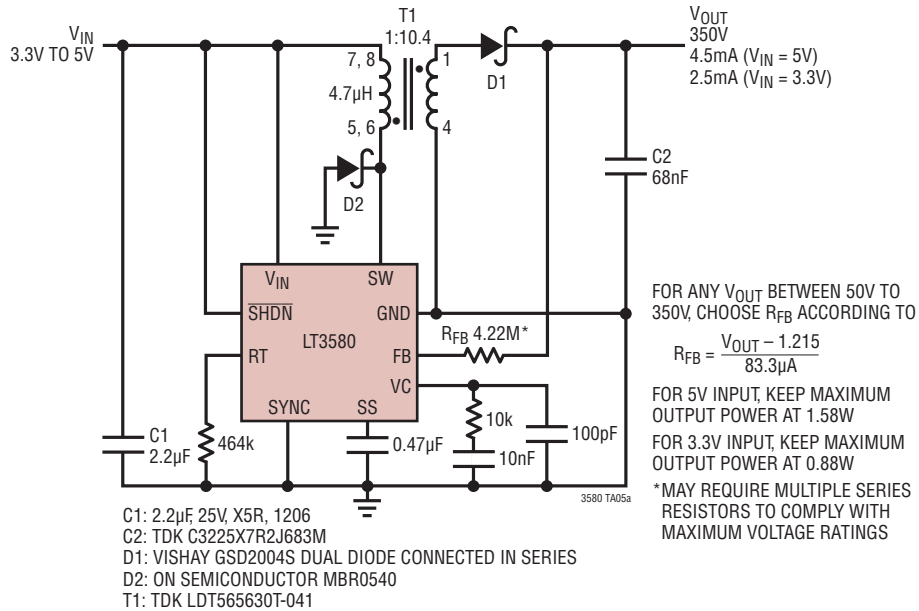 T1
1:10.4
VIN
3.3V TO 5V
VOUT
350V
4.5mA (VIN = 5V)
2.5mA (VIN = 3.3V)
7, 8
1
D1
4.7µH
5, 6
4
C2
68nF
D2
VIN
SW
SHDN
GND
RFB 4.22M*
LT3580
RT
FB
VC
SYNC
SS
C1
2.2µF
464k
0.47µF
10k
10nF
100pF
FOR ANY VOUT BETWEEN 50V TO
350V, CHOOSE RFB ACCORDING TO
RFB = VOUT – 1.215
83.3µA
FOR 5V INPUT, KEEP MAXIMUM
OUTPUT POWER AT 1.58W
FOR 3.3V INPUT, KEEP MAXIMUM
OUTPUT POWER AT 0.88W
*MAY REQUIRE MULTIPLE SERIES
RESISTORS TO COMPLY WITH
MAXIMUM VOLTAGE RATINGS
3580 TA05a
C1: 2.2µF, 25V, X5R, 1206
C2: TDK C3225X7R2J683M
D1: VISHAY GSD2004S DUAL DIODE CONNECTED IN SERIES
D2: ON SEMICONDUCTOR MBR0540
T1: TDK LDT565630T-041